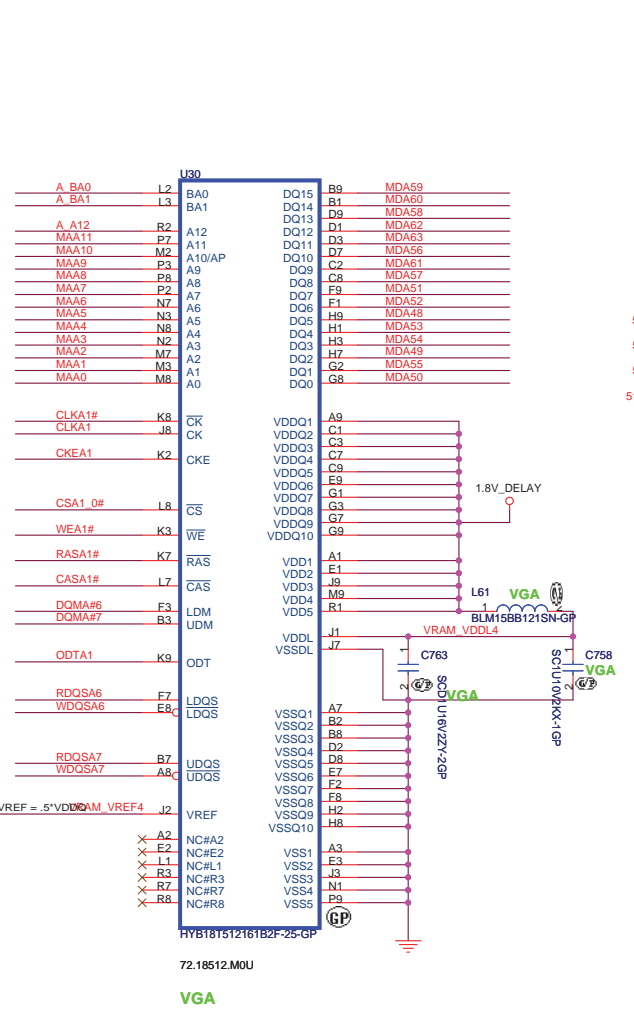 U30
A_BA0 L2 BA0 DQ15 B9 MDA59
A_BA1 L3 BA1 DQ14 B1 MDA60
DQ13 D9 MDA58
A_A12 R2 A12 DQ12 D1 MDA62
MAA11 P7 A11 DQ11 D3 MDA63
MAA10 M2 A10/AP DQ10 D7 MDA56
MAA9 P3 A9 DQ9 C2 MDA61
MAA8 P8 A8 DQ8 C8 MDA57
MAA7 P2 A7 DQ7 F9 MDA51
MAA6 N7 A6 DQ6 F1 MDA52
MAA5 N3 A5 DQ5 H9 MDA48
MAA4 N8 A4 DQ4 H1 MDA53
MAA3 N2 A3 DQ3 H3 MDA54
MAA2 M7 A2 DQ2 H7 MDA49
MAA1 M3 A1 DQ1 G2 MDA55
MAA0 M8 A0 DQ0 G8 MDA50
CLKA1# K8 CK VDDQ1 A9
CLKA1 J8 CK VDDQ2 C1
VDDQ3 C3
CKEA1 K2 CKE VDDQ4 C7
VDDQ5 C9
VDDQ6 E9
VDDQ7 G1 1.8V_DELAY
CSA1_0# L8 CS VDDQ8 G3
VDDQ9 G7
WEA1# K3 WE VDDQ10 G9
RASA1# K7 RAS VDD1 A1
VDD2 E1
CASA1# L7 CAS VDD3 J9
VDD4 M9 L61 VGA
DQMA#6 F3 LDM VDD5 R1 1 2
DQMA#7 B3 UDM BLM15BB121SN-GP
VDDL J1 VRAM_VDDL4
VSSDL J7
ODTA1 K9 ODT 1 C763 1 C758
VGA
2 GP 2 GP
SCD1U16V2ZY-2GP
SC1U10V2KX-1GP
VGA
RDQSA6 F7 LDQS
WDQSA6 E8 LDQS VSSQ1 A7
VSSQ2 B2
VSSQ3 B8
VSSQ4 D2
RDQSA7 B7 UDQS VSSQ5 D8
WDQSA7 A8 UDQS VSSQ6 E7
VSSQ7 F2
VSSQ8 F8
VREF = .5*VDDQ VRAM_VREF4 J2 VREF VSSQ9 H2
VSSQ10 H8
A2 NC#A2
E2 NC#E2 VSS1 A3
L1 NC#L1 VSS2 E3
R3 NC#R3 VSS3 J3
R7 NC#R7 VSS4 N1
R8 NC#R8 VSS5 P9
GP
HYB18T512161B2F-25-GP
72.18512.M0U
VGA